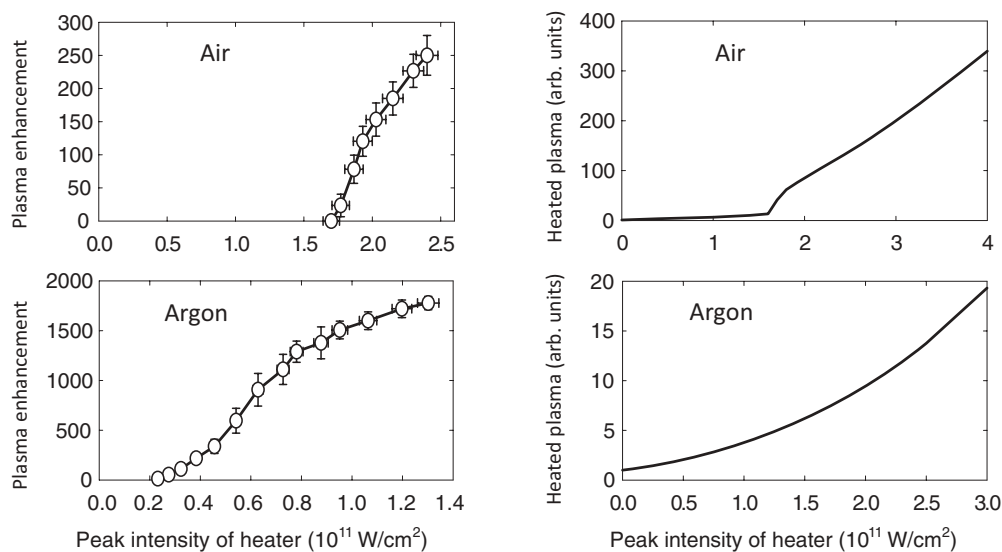 300
250
200
150
100
50
0
Plasma enhancement
Air
0.0 0.5 1.0 1.5 2.0 2.5
400
300
200
100
0
Heated plasma (arb. units)
Air
0 1 2 3 4
2000
1500
1000
500
0
Plasma enhancement
Argon
0.0 0.2 0.4 0.6 0.8 1.0 1.2 1.4
Peak intensity of heater (10¹¹ W/cm²)
20
15
10
5
0
Heated plasma (arb. units)
Argon
0.0 0.5 1.0 1.5 2.0 2.5 3.0
Peak intensity of heater (10¹¹ W/cm²)